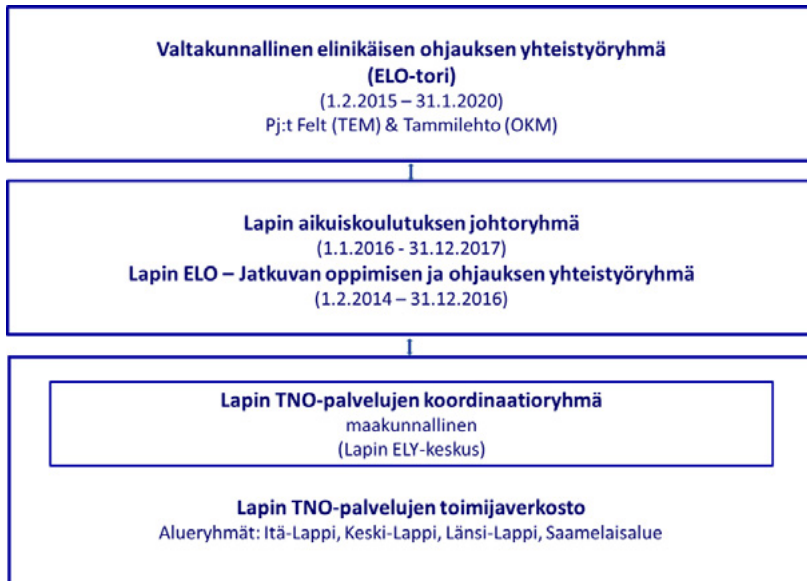 Valtakunnallinen elinikäisen ohjauksen yhteistyöryhmä
(ELO-tori)
(1.2.2015 – 31.1.2020)
Pj:t Felt (TEM) & Tammilehto (OKM)
Lapin aikuiskoulutuksen johtoryhmä
(1.1.2016 - 31.12.2017)
Lapin ELO – Jatkuvan oppimisen ja ohjauksen yhteistyöryhmä
(1.2.2014 – 31.12.2016)
Lapin TNO-palvelujen koordinaatioryhmä
maakunnallinen
(Lapin ELY-keskus)
Lapin TNO-palvelujen toimijaverkosto
Alueryhmät: Itä-Lappi, Keski-Lappi, Länsi-Lappi, Saamelaisalue